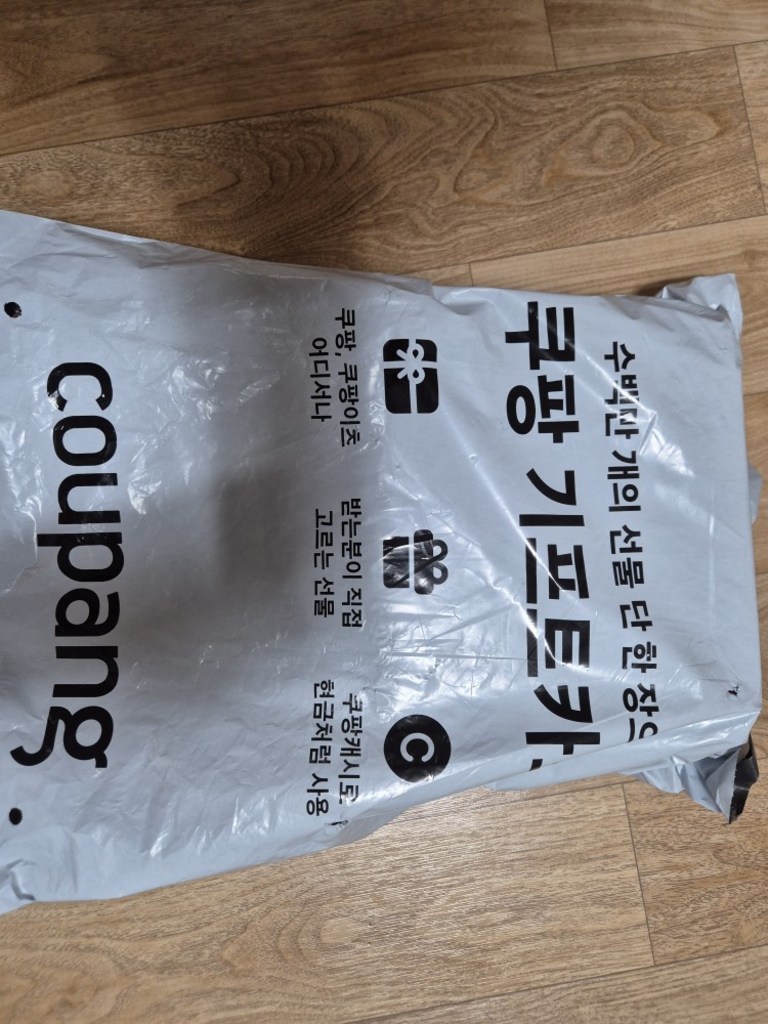 수백만 개의 선물 단 한 장으
쿠팡 기프트카
C
쿠팡, 쿠팡이츠
어디서나
받는분이 직접
고르는 선물
쿠팡캐시로
현금처럼 사용
coupang